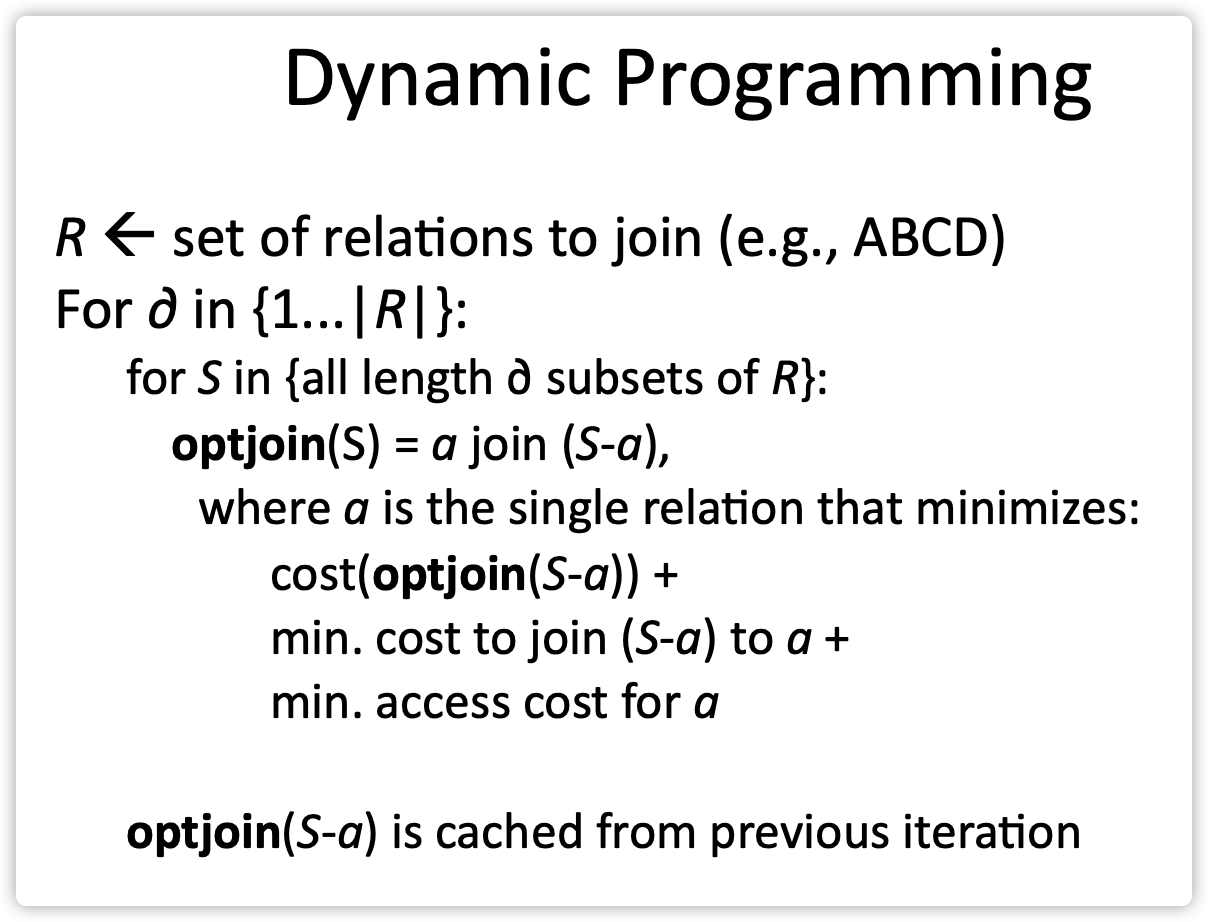 Dynamic Programming
R ← set of relations to join (e.g., ABCD)
For ∂ in {1...|R|}:
for S in {all length ∂ subsets of R}:
optjoin(S) = a join (S-a),
where a is the single relation that minimizes:
cost(optjoin(S-a)) +
min. cost to join (S-a) to a +
min. access cost for a
optjoin(S-a) is cached from previous iteration